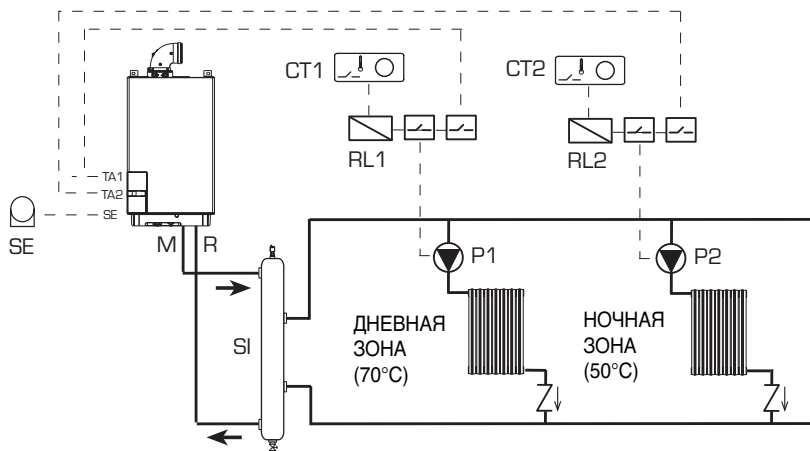 CT1
CT2
RL1
RL2
TA1
TA2
SE
SE
M
R
P1
P2
SI
ДНЕВНАЯ
ЗОНА
(70°C)
НОЧНАЯ
ЗОНА
(50°C)